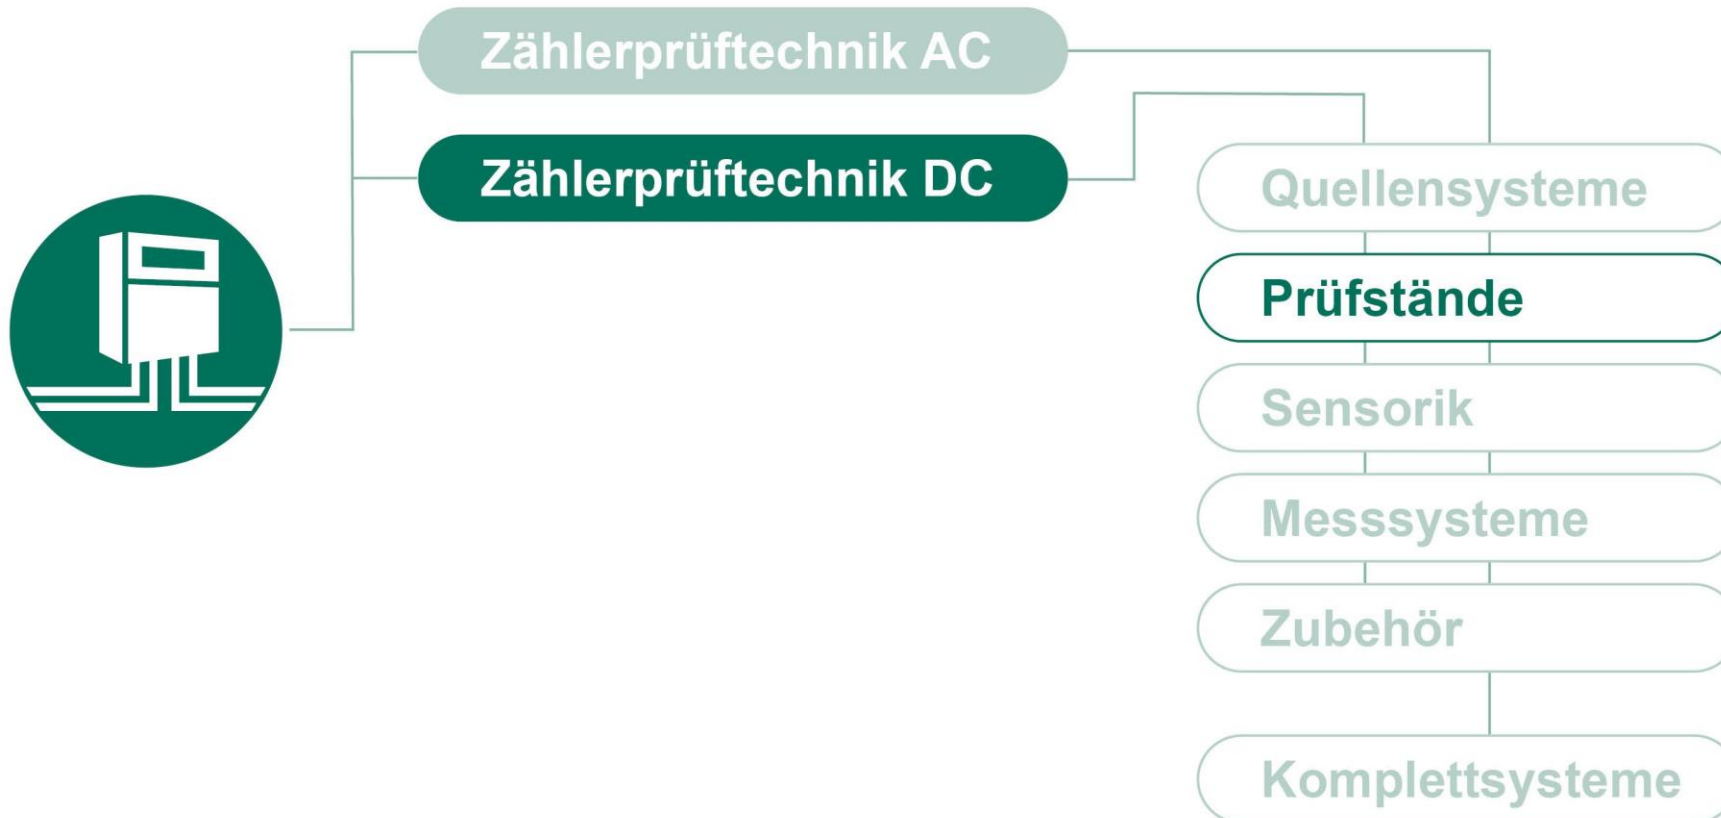 Zählerprüftechnik AC
Zählerprüftechnik DC
Quellensysteme
Prüfstände
Sensorik
Messsysteme
Zubehör
Komplettsysteme